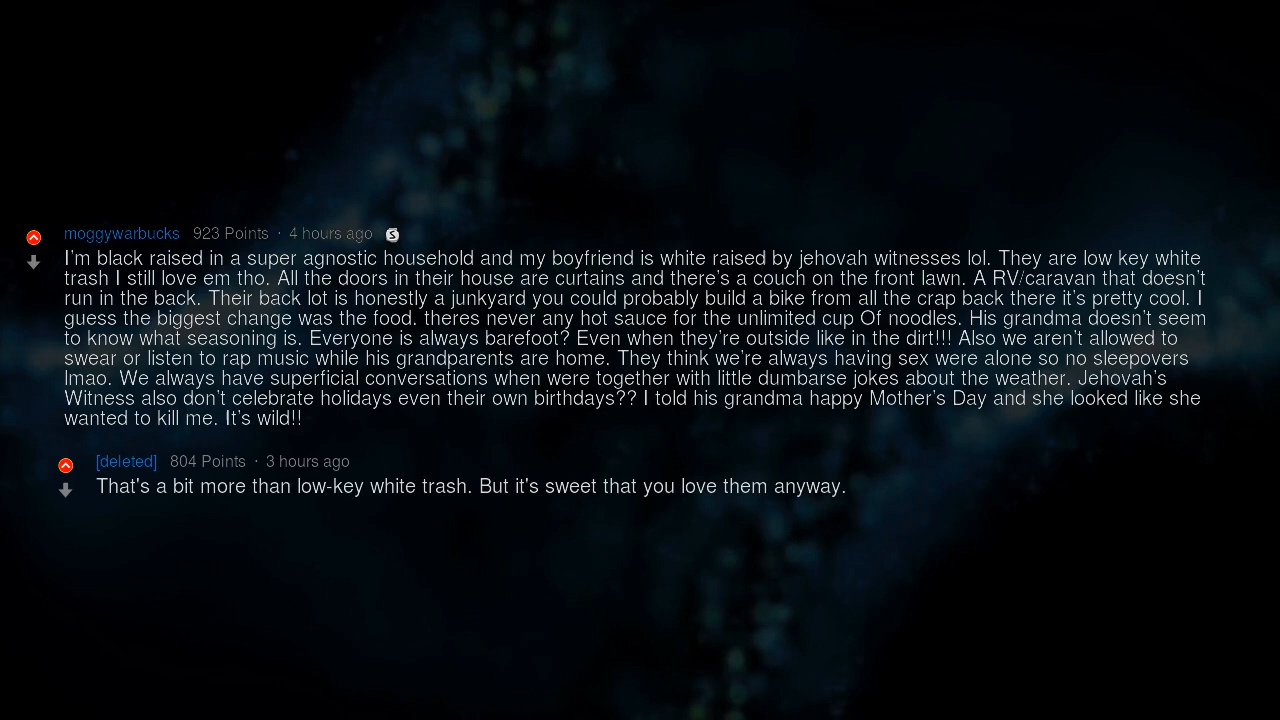 moggywarbucks 923 Points · 4 hours ago S
I'm black raised in a super agnostic household and my boyfriend is white raised by jehovah witnesses lol. They are low key white
trash I still love em tho. All the doors in their house are curtains and there's a couch on the front lawn. A RV/caravan that doesn't
run in the back. Their back lot is honestly a junkyard you could probably build a bike from all the crap back there it's pretty cool. I
guess the biggest change was the food. theres never any hot sauce for the unlimited cup Of noodles. His grandma doesn't seem
to know what seasoning is. Everyone is always barefoot? Even when they're outside like in the dirt!!! Also we aren't allowed to
swear or listen to rap music while his grandparents are home. They think we're always having sex were alone so no sleepovers
lmao. We always have superficial conversations when were together with little dumbarse jokes about the weather. Jehovah's
Witness also don't celebrate holidays even their own birthdays?? I told his grandma happy Mother's Day and she looked like she
wanted to kill me. It's wild!!
[deleted] 804 Points · 3 hours ago
That's a bit more than low-key white trash. But it's sweet that you love them anyway.